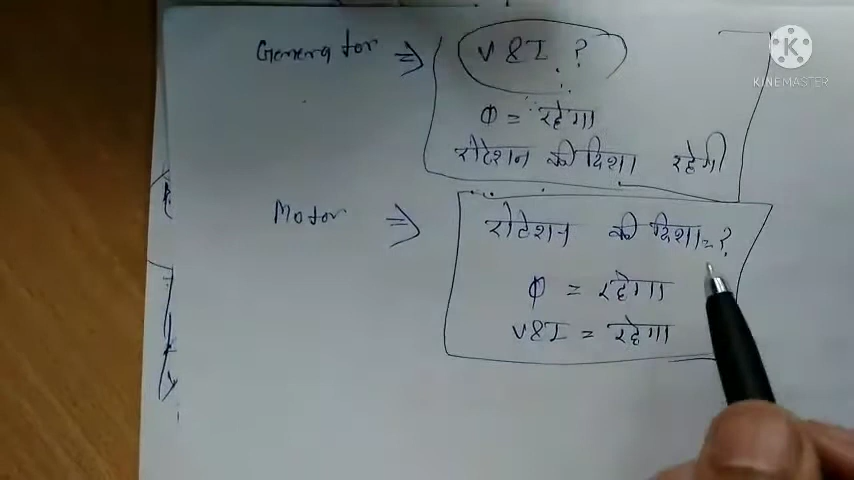 Generator ⇒ V & I ?
Φ = रहेगा
रोटेशन की दिशा रहेगी
Motor ⇒ रोटेशन की दिशा = ?
Φ = रहेगा
V & I = रहेगा
K
KINEMASTER